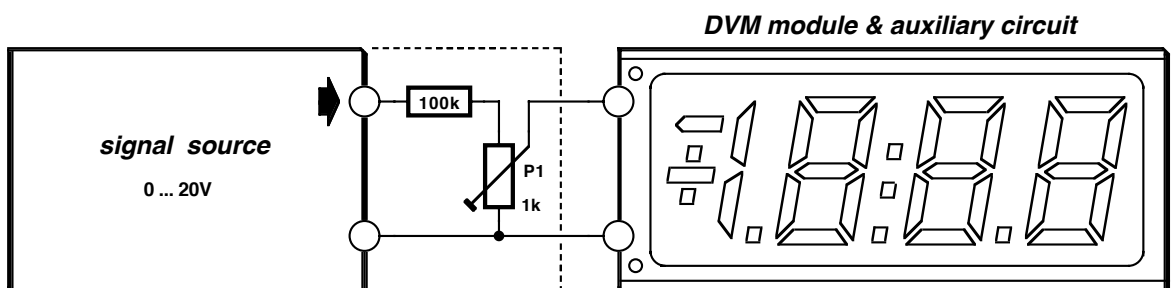 DVM module & auxiliary circuit
signal source
0 ... 20V
100k
P1
1k